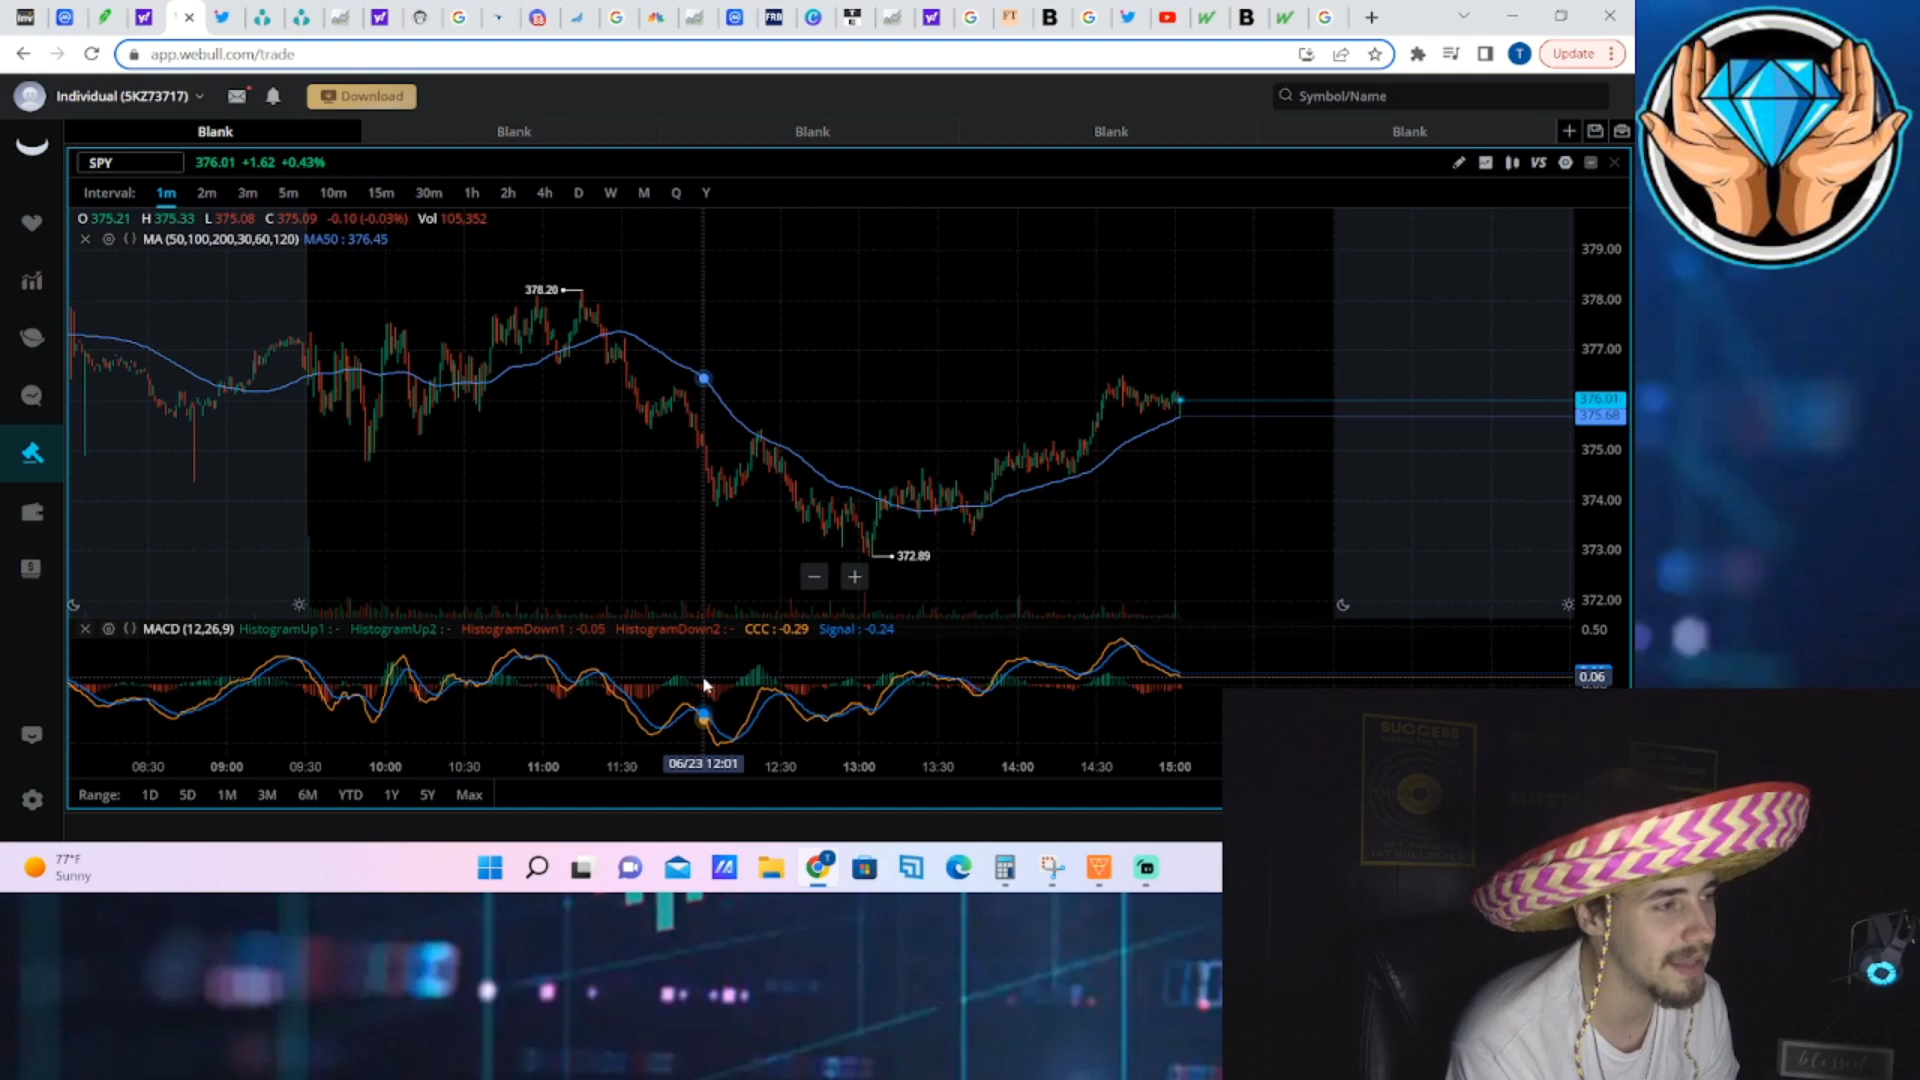 app.webull.com/trade
T
Update
Individual (5KZ73717)
Download
Symbol/Name
Blank
Blank
Blank
Blank
Blank
SPY
376.01 +1.62 +0.43%
VS
Interval: 1m 2m 3m 5m 10m 15m 30m 1h 2h 4h D W M Q Y
O 375.21 H 375.33 L 375.08 C 375.09 -0.10 (-0.03%) Vol 105,352
MA (50,100,200,30,60,120) MA50 : 376.45
379.00
378.20
378.00
377.00
376.01
375.68
375.00
374.00
373.00
372.89
372.00
MACD (12,26,9) HistogramUp1 : - HistogramUp2 : - HistogramDown1 : -0.05 HistogramDown2 : - CCC : -0.29 Signal : -0.24
0.50
0.06
08:30 09:00 09:30 10:00 10:30 11:00 11:30 06/23 12:01 12:30 13:00 13:30 14:00 14:30 15:00
Range: 1D 5D 1M 3M 6M YTD 1Y 5Y Max
77°F
Sunny
SUCCESS
blessed